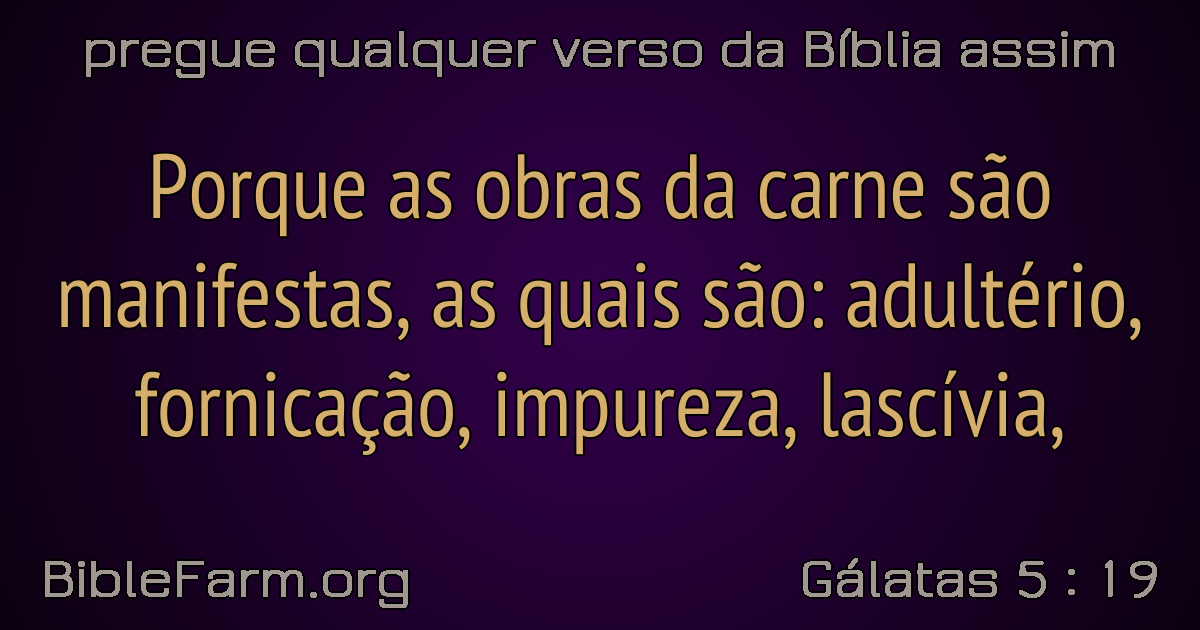 pregue qualquer verso da Bíblia assim
Porque as obras da carne são
manifestas, as quais são: adultério,
fornicação, impureza, lascívia,
BibleFarm.org
Gálatas 5 : 19